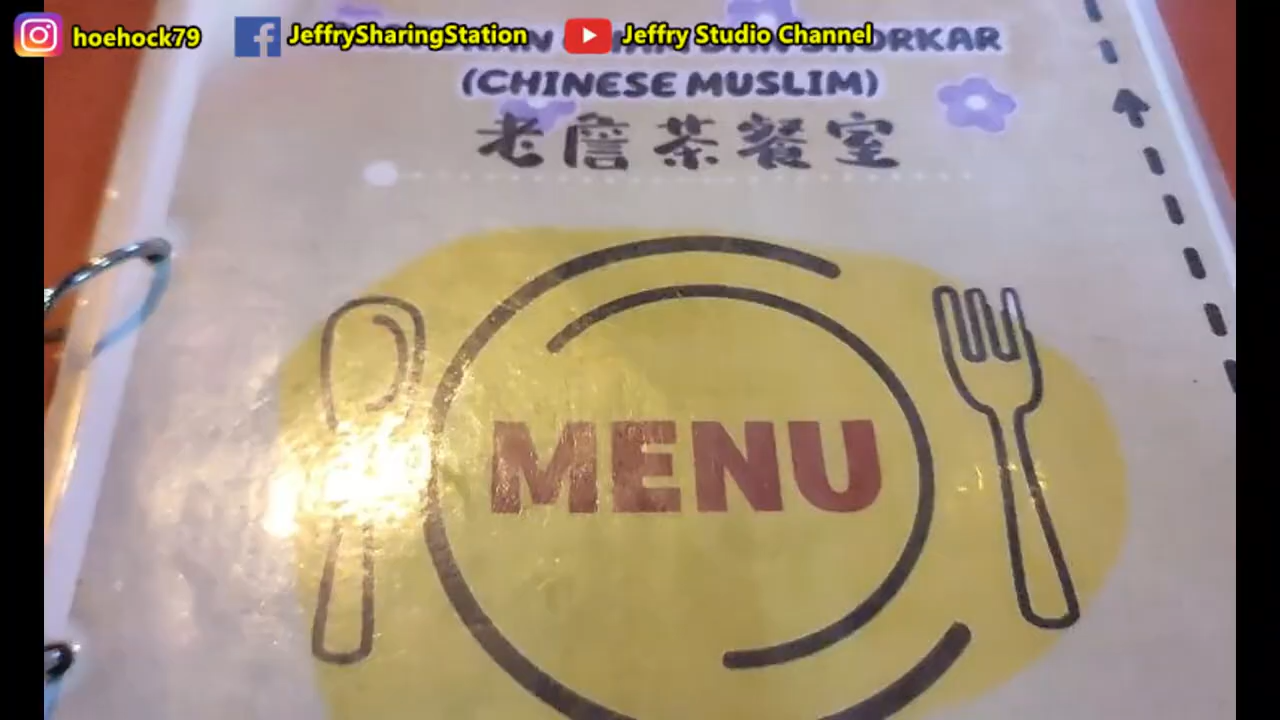 hoehock79 JeffrySharingStation Jeffry Studio Channel
(CHINESE MUSLIM)
老詹茶餐室
MENU